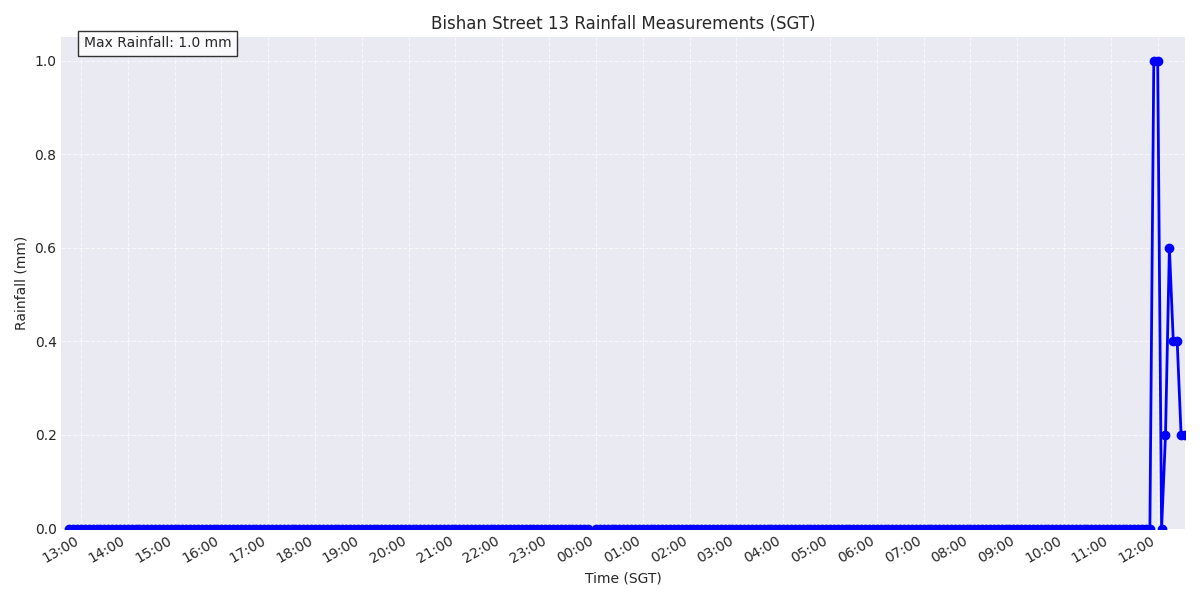 Bishan Street 13 Rainfall Measurements (SGT)
Max Rainfall: 1.0 mm
1.0
0.8
0.6
0.4
0.2
0.0
Rainfall (mm)
13:00 14:00 15:00 16:00 17:00 18:00 19:00 20:00 21:00 22:00 23:00 00:00 01:00 02:00 03:00 04:00 05:00 06:00 07:00 08:00 09:00 10:00 11:00 12:00
Time (SGT)